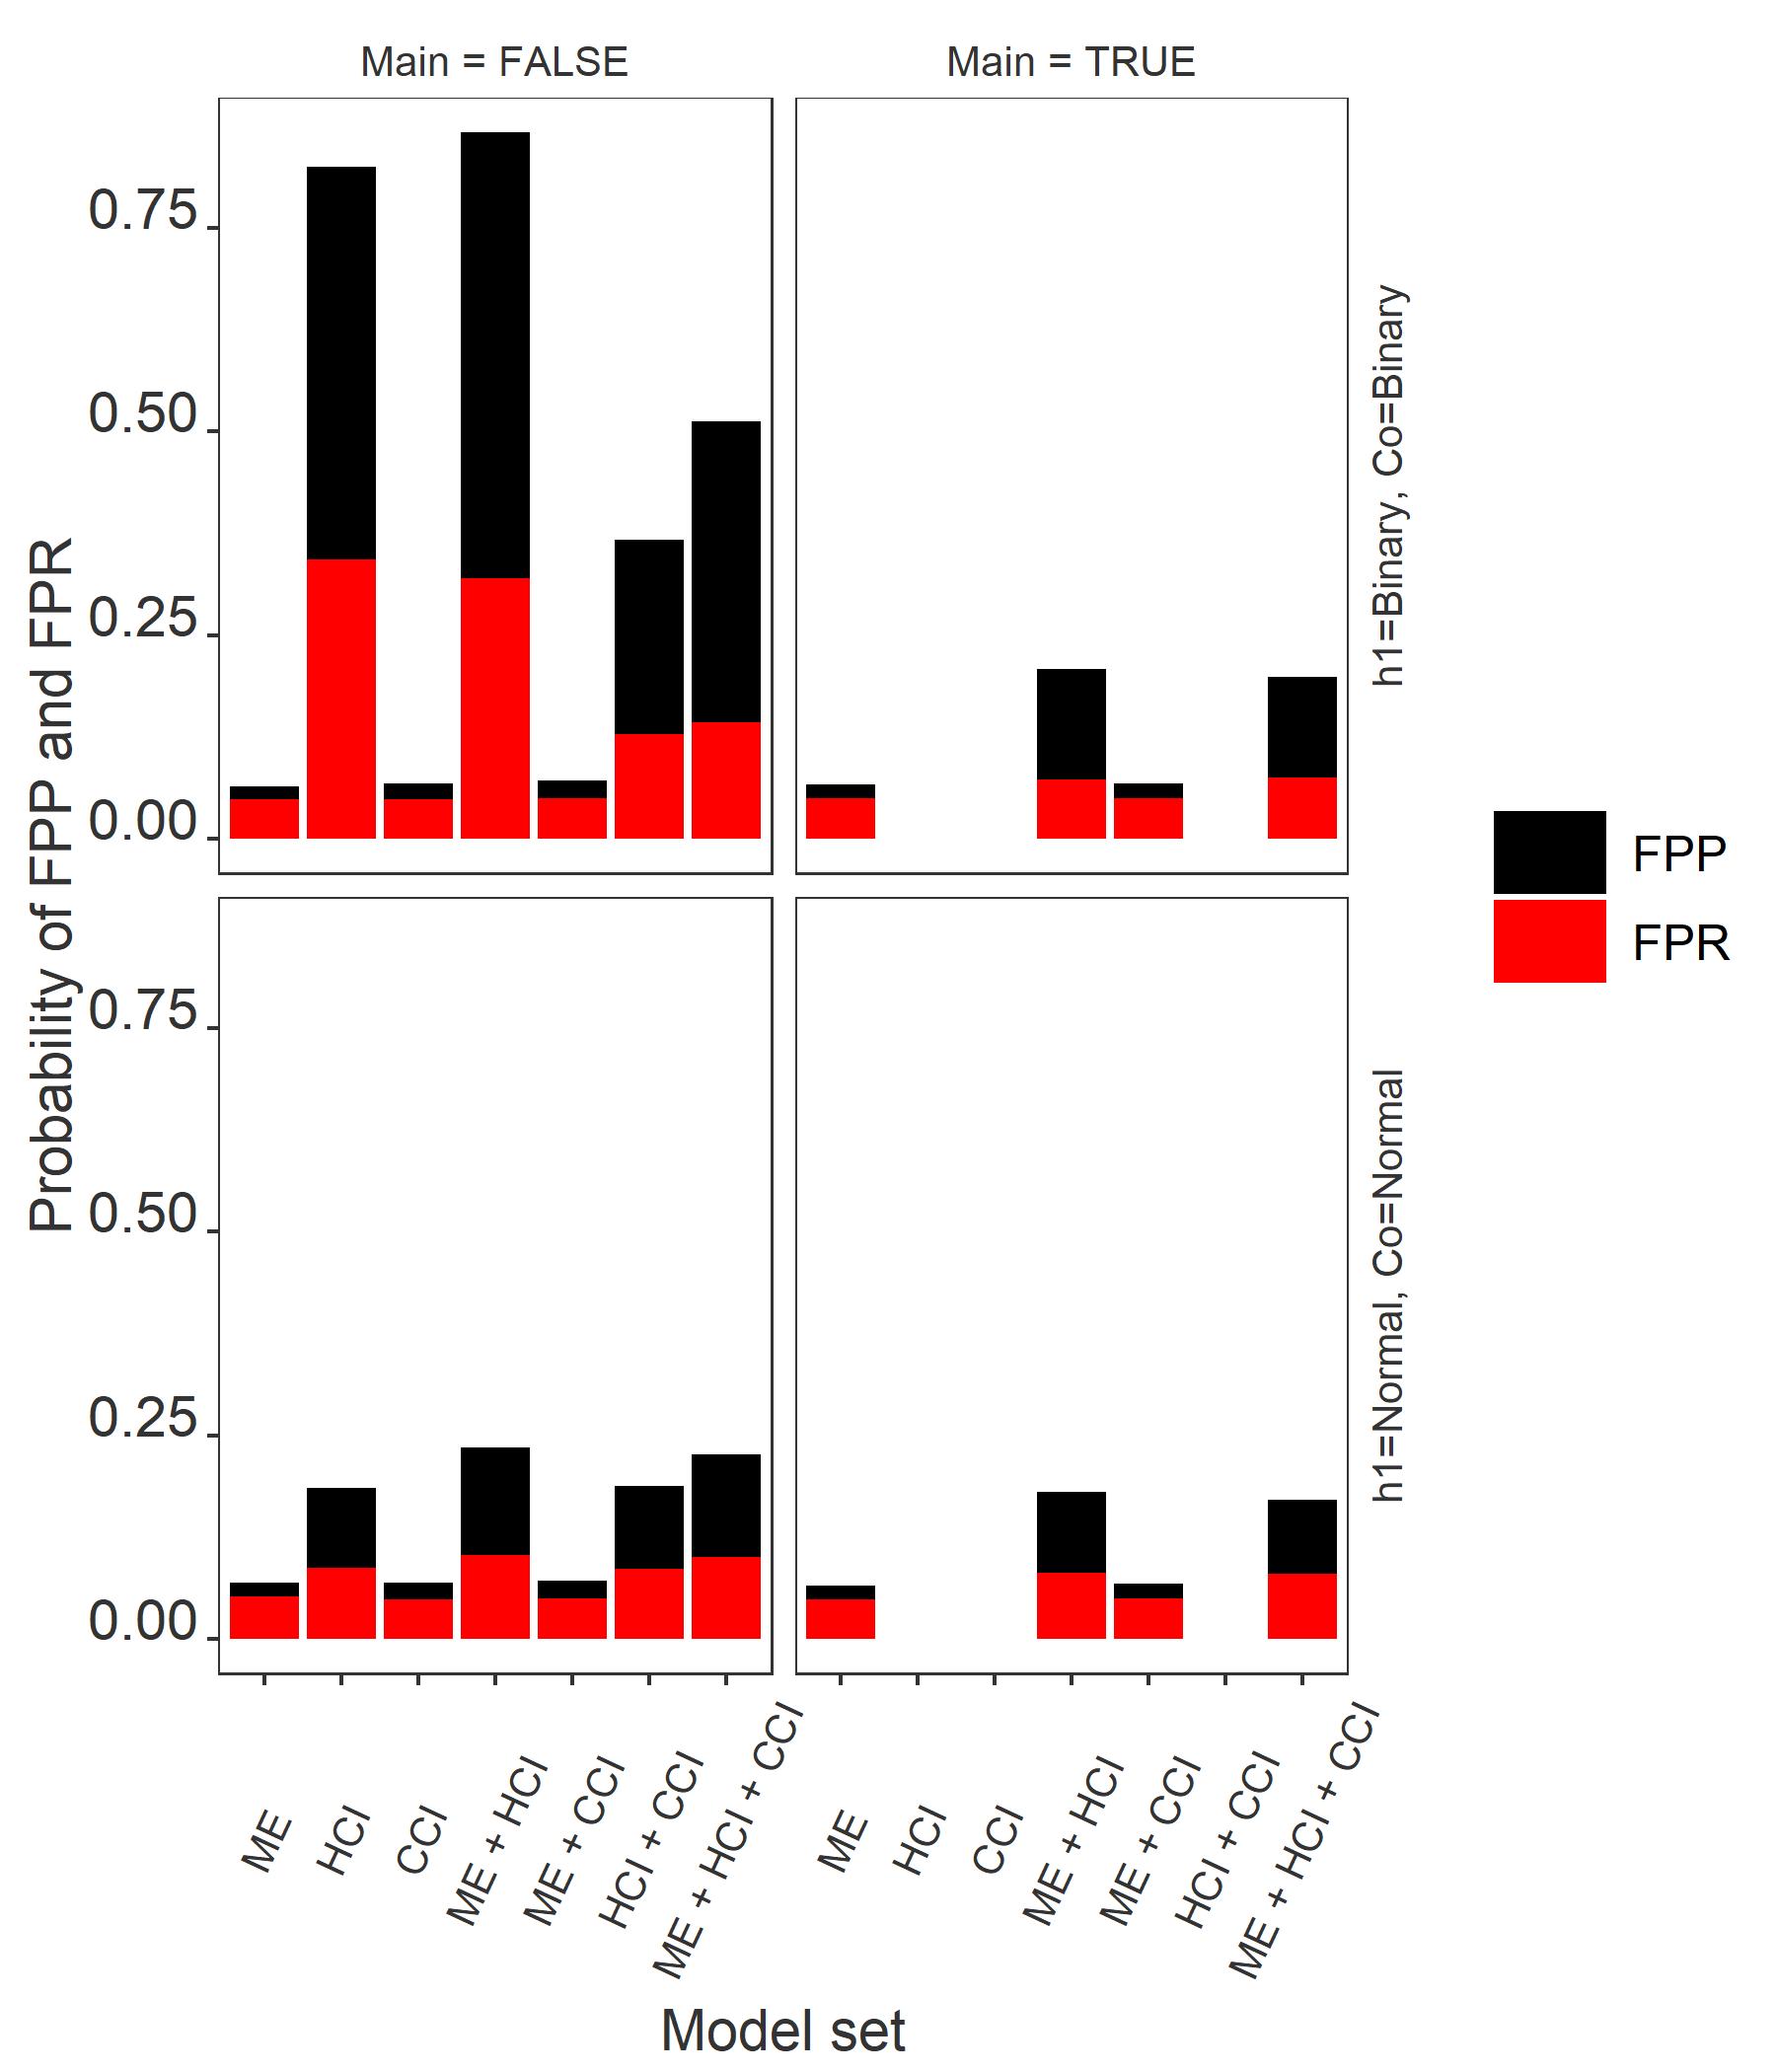 Main = FALSE
Main = TRUE
Probability of FPP and FPR
0.75
0.50
0.25
0.00
h1=Binary, Co=Binary
0.75
0.50
0.25
0.00
h1=Normal, Co=Normal
ME
HCI
CCI
ME + HCI
ME + CCI
HCI + CCI
ME + HCI + CCI
ME
HCI
CCI
ME + HCI
ME + CCI
HCI + CCI
ME + HCI + CCI
Model set
FPP
FPR